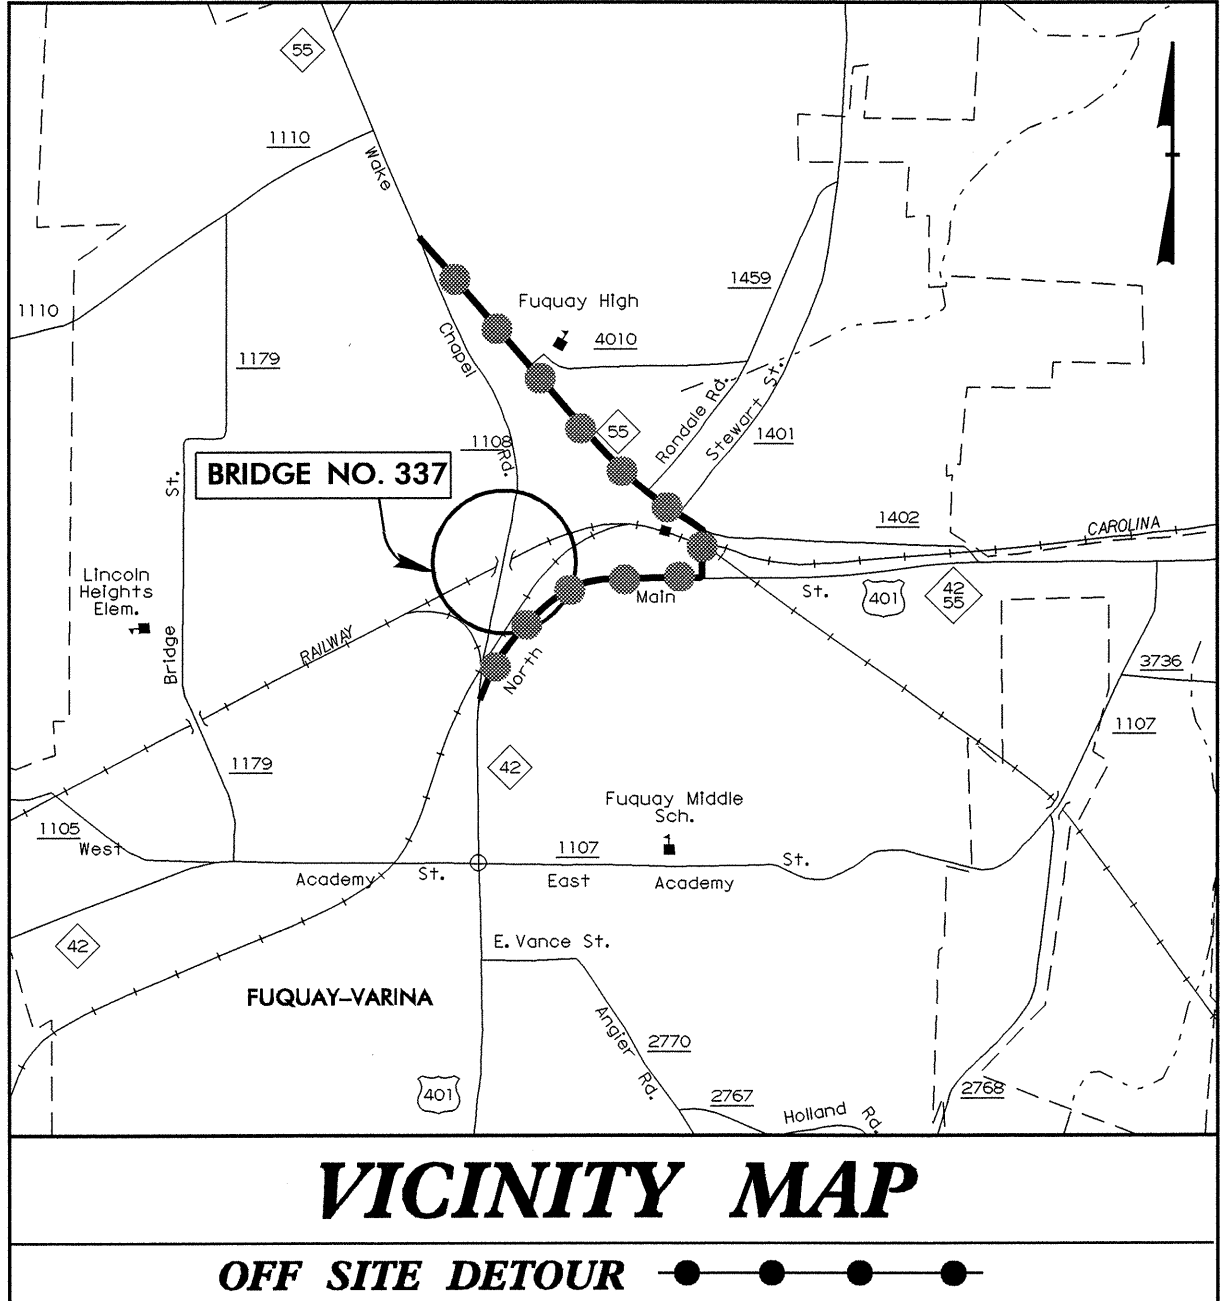 55
1110
Wake
1110
1459
Fuquay High
4010
1179
Chapel
55
Rondale Rd.
Stewart St.
1401
1108
Rd.
BRIDGE NO. 337
St.
1402
CAROLINA
Lincoln
Heights
Elem.
Main
St.
401
42
55
Bridge
RAILWAY
North
3736
1107
42
1179
Fuquay Middle
Sch.
1105
West
1107
St.
Academy
St.
East
Academy
42
E. Vance St.
FUQUAY–VARINA
Angier Rd.
2770
401
2767
Holland Rd.
2768
VICINITY MAP
OFF SITE DETOUR